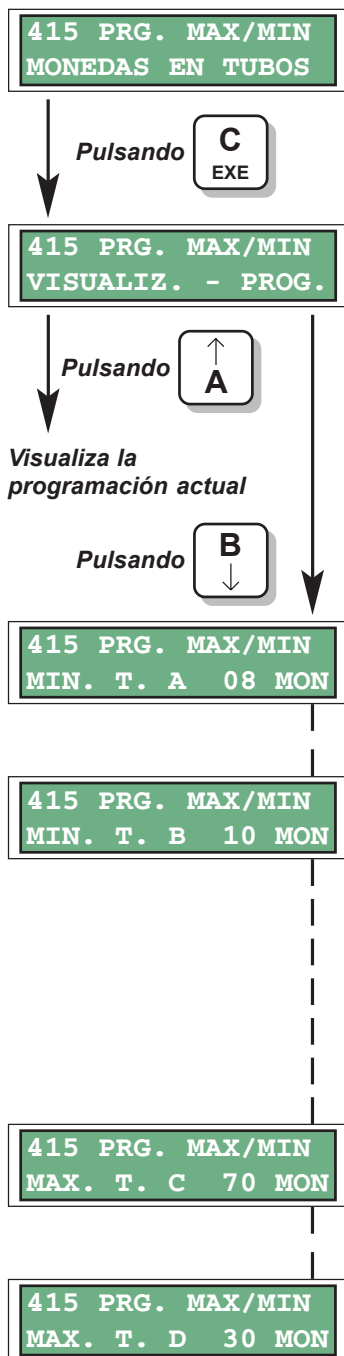 415 PRG. MAX/MIN
MONEDAS EN TUBOS
Pulsando
C
EXE
415 PRG. MAX/MIN
VISUALIZ. - PROG.
Pulsando
↑
A
Visualiza la
programación actual
Pulsando
B
↓
415 PRG. MAX/MIN
MIN. T. A 08 MON
415 PRG. MAX/MIN
MIN. T. B 10 MON
415 PRG. MAX/MIN
MAX. T. C 70 MON
415 PRG. MAX/MIN
MAX. T. D 30 MON